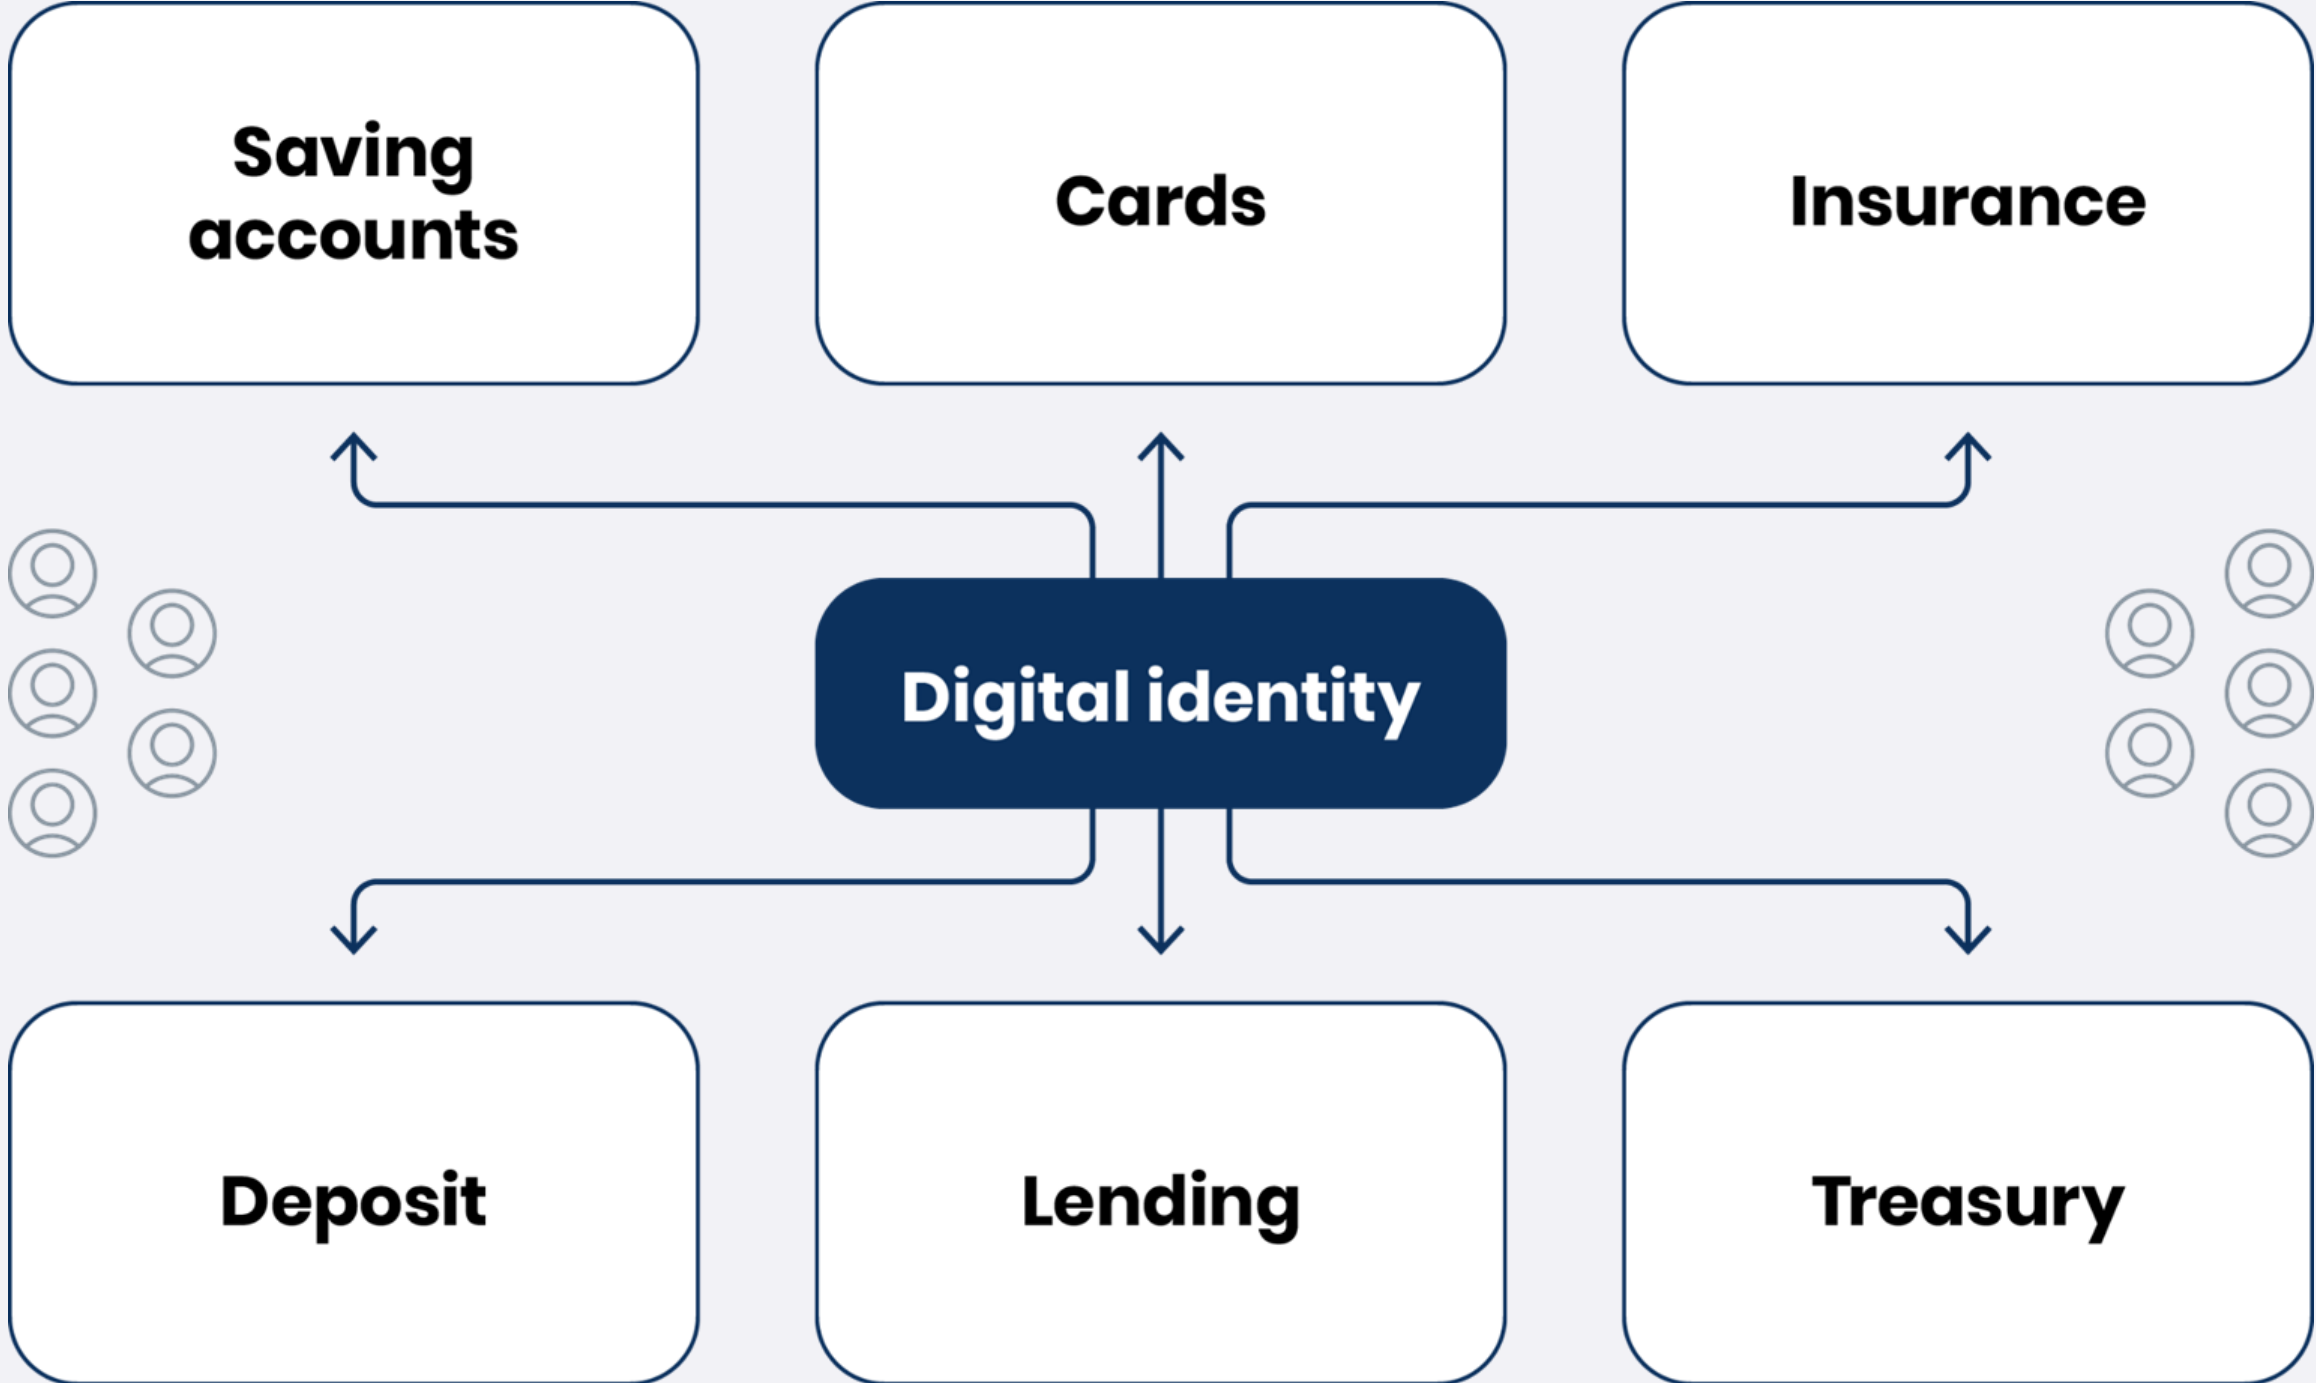 Saving
accounts
Cards
Insurance
Digital identity
Deposit
Lending
Treasury